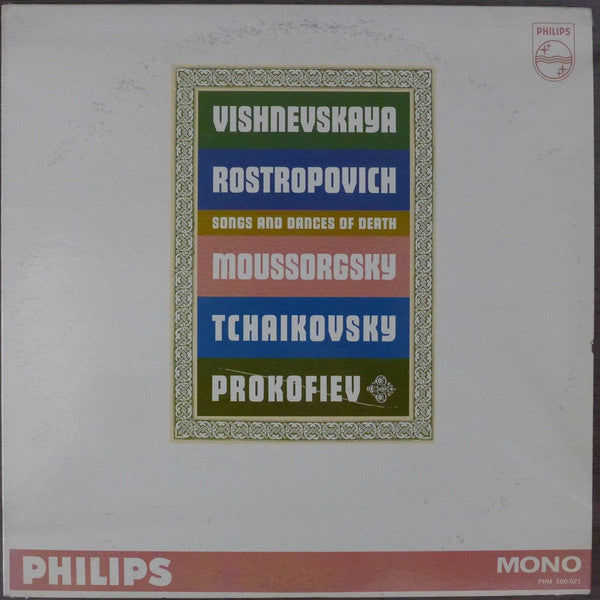 PHILIPS
VISHNEVSKAYA
ROSTROPOVICH
SONGS AND DANCES OF DEATH
MOUSSORGSKY
TCHAIKOVSKY
PROKOFIEV
PHILIPS
MONO
PHM 500-021